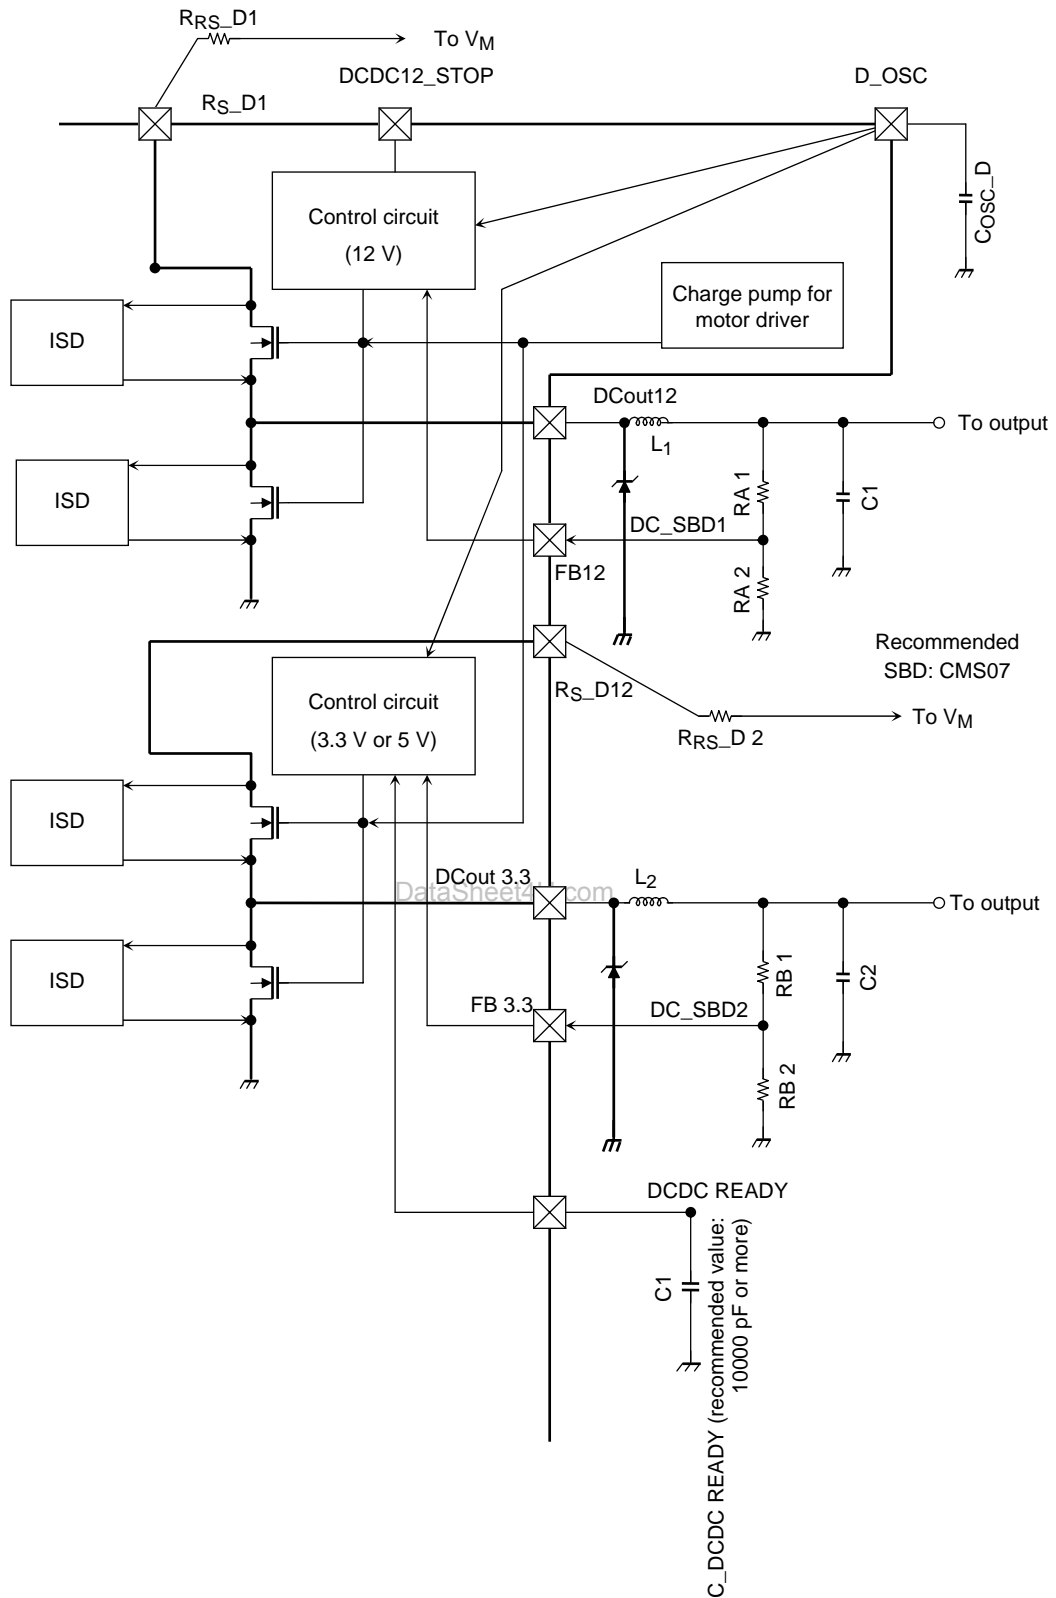 RRS_D1
To VM
DCDC12_STOP
D_OSC
RS_D1
COSC_D
Control circuit
(12 V)
Charge pump for
motor driver
ISD
DCout12
To output
L1
RA 1
C1
ISD
DC_SBD1
FB12
RA 2
Recommended
SBD: CMS07
RS_D12
Control circuit
(3.3 V or 5 V)
To VM
RRS_D 2
ISD
DCout 3.3
L2
DataSheet4U.com
To output
ISD
RB 1
C2
FB 3.3
DC_SBD2
RB 2
DCDC READY
C1
C_DCDC READY (recommended value:
10000 pF or more)